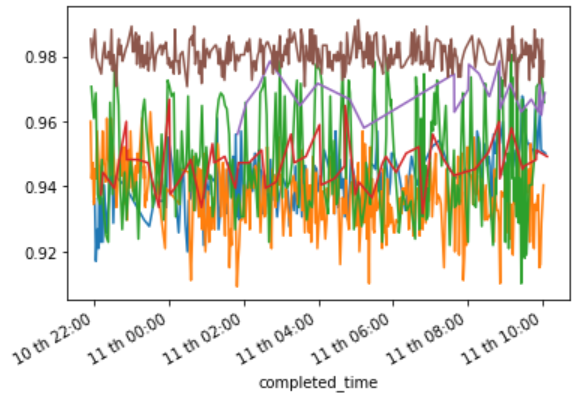 0.98
0.96
0.94
0.92
10 th 22:00
11 th 00:00
11 th 02:00
11 th 04:00
11 th 06:00
11 th 08:00
11 th 10:00
completed_time